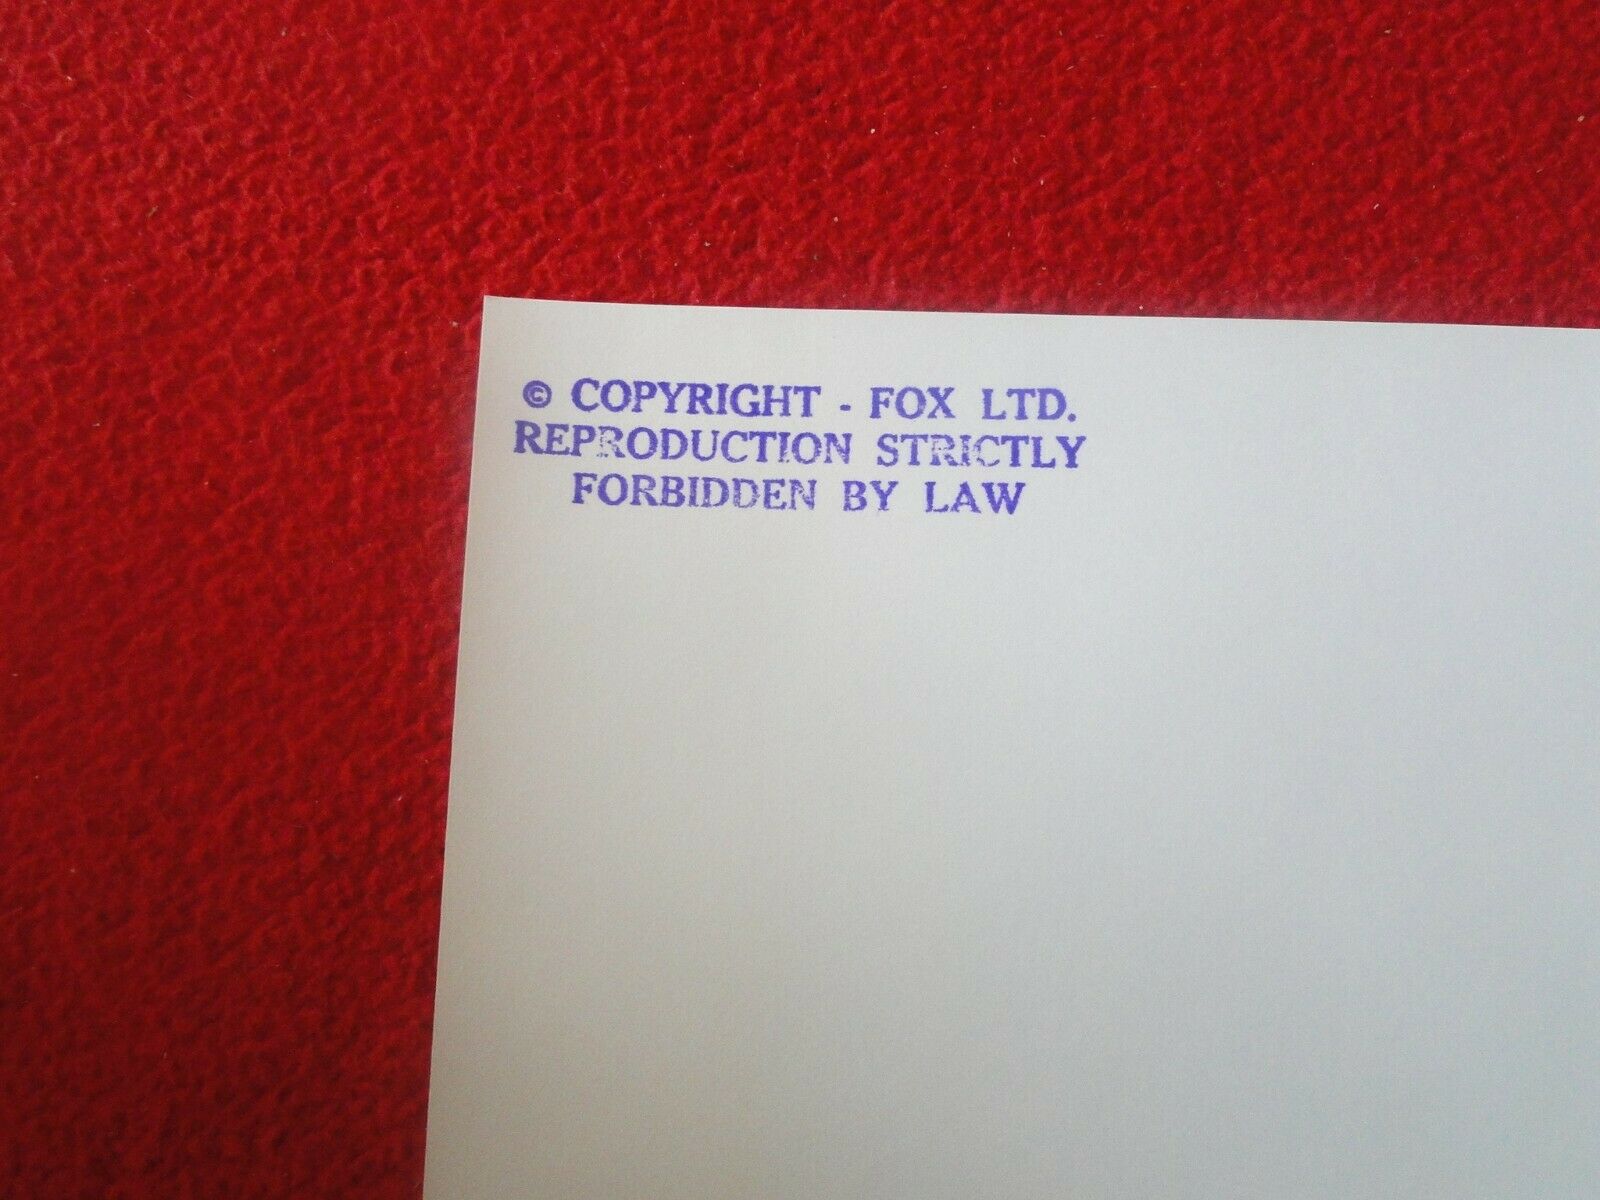 © COPYRIGHT - FOX LTD.
REPRODUCTION STRICTLY
FORBIDDEN BY LAW